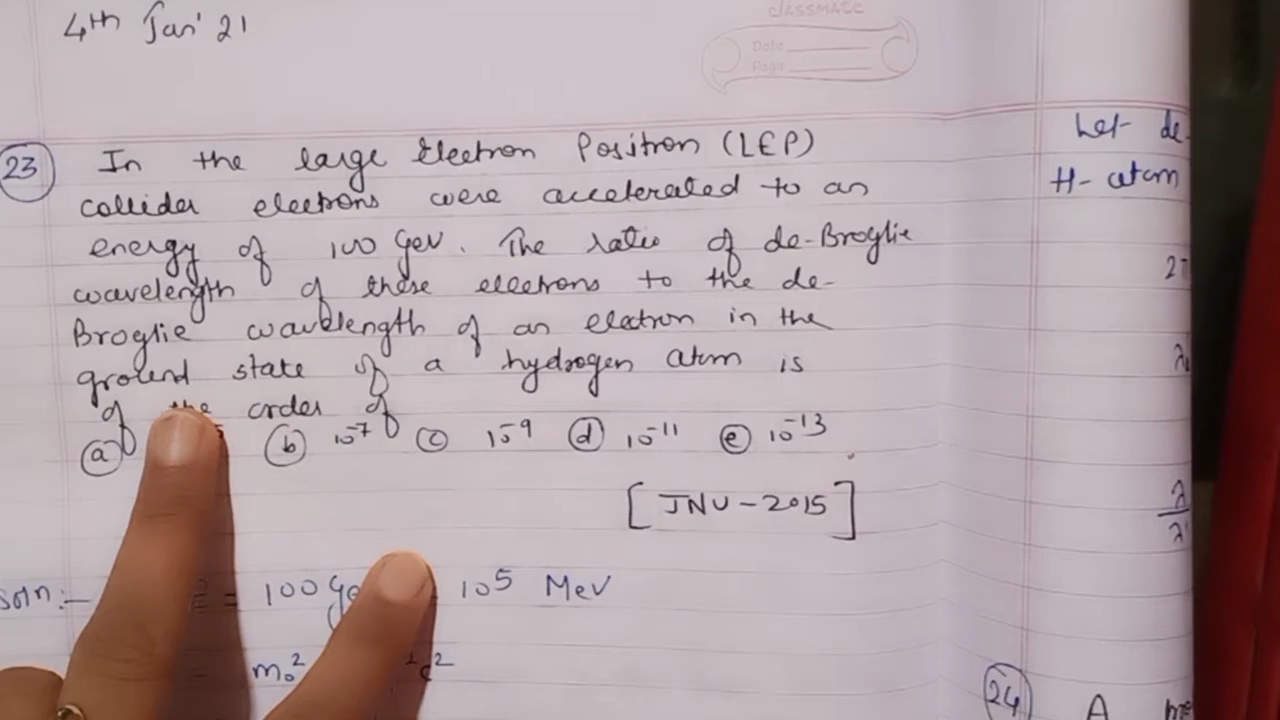 4th Jan' 21
CLASSMATE
Date
Page
23 In the large Electron Positron (LEP)
collider electrons were accelerated to an
energy of 100 GeV. The ratio of de-Broglie
wavelength of these electrons to the de-
Broglie wavelength of an electron in the
ground state of a hydrogen atom is
of the order of
(a) (b) 10⁻⁷ (c) 10⁻⁹ (d) 10⁻¹¹ (e) 10⁻¹³
[JNU-2015]
Soln:- E = 100 Ge 10⁵ MeV
= m₀² ²c²
Let de-
H-atom
λ
λ
24 A